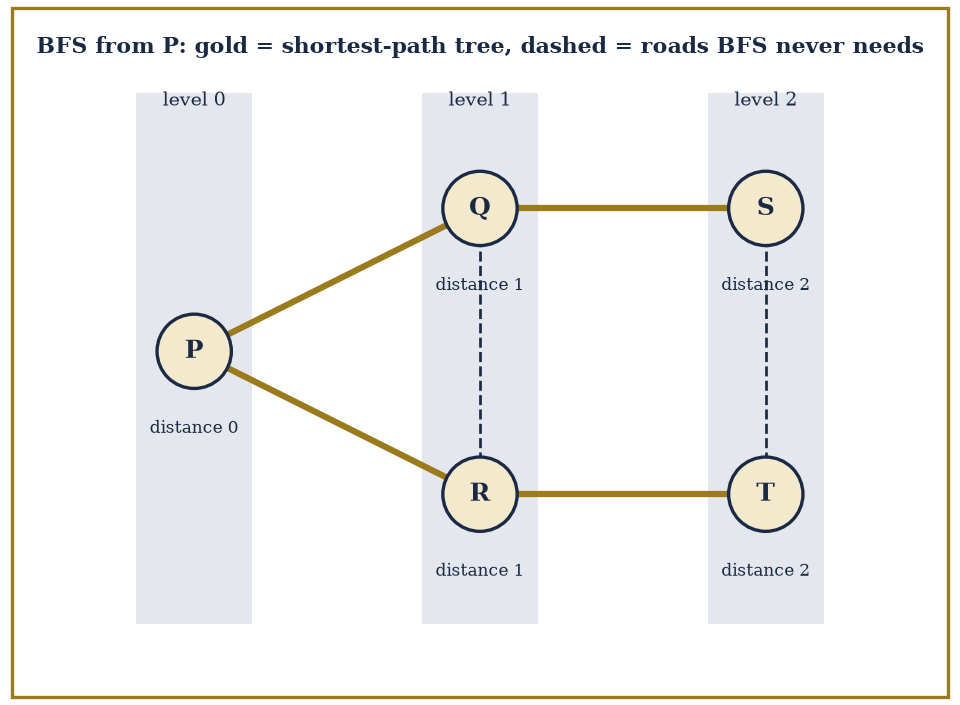 BFS from P: gold = shortest-path tree, dashed = roads BFS never needs
level 0
level 1
level 2
Q
S
distance 1
distance 2
P
distance 0
R
T
distance 1
distance 2